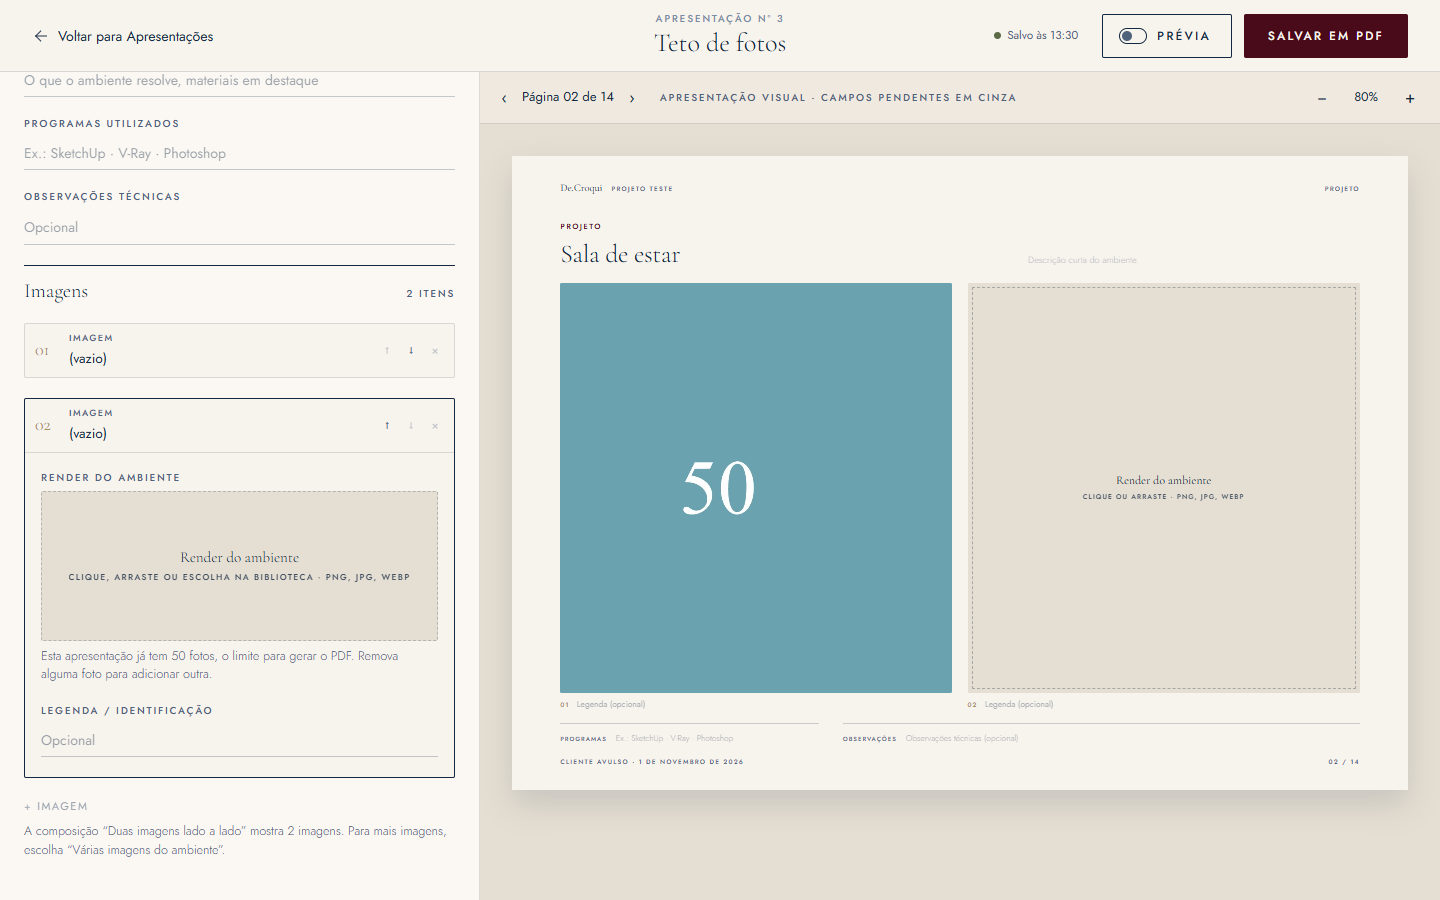 Voltar para Apresentações
APRESENTAÇÃO Nº 3
Teto de fotos
Salvo às 13:30
PRÉVIA
SALVAR EM PDF
O que o ambiente resolve, materiais em destaque
PROGRAMAS UTILIZADOS
Ex.: SketchUp · V-Ray · Photoshop
OBSERVAÇÕES TÉCNICAS
Opcional
Imagens
2 ITENS
01
IMAGEM
(vazio)
02
IMAGEM
(vazio)
RENDER DO AMBIENTE
Render do ambiente
CLIQUE, ARRASTE OU ESCOLHA NA BIBLIOTECA · PNG, JPG, WEBP
Esta apresentação já tem 50 fotos, o limite para gerar o PDF. Remova
alguma foto para adicionar outra.
LEGENDA / IDENTIFICAÇÃO
Opcional
+ IMAGEM
A composição “Duas imagens lado a lado” mostra 2 imagens. Para mais imagens,
escolha “Várias imagens do ambiente”.
‹ Página 02 de 14 ›
APRESENTAÇÃO VISUAL · CAMPOS PENDENTES EM CINZA
− 80% +
De.Croqui PROJETO TESTE
PROJETO
PROJETO
Sala de estar
Descrição curta do ambiente.
50
Render do ambiente
CLIQUE OU ARRASTE · PNG, JPG, WEBP
01 Legenda (opcional)
02 Legenda (opcional)
PROGRAMAS Ex.: SketchUp · V-Ray · Photoshop
OBSERVAÇÕES Observações técnicas (opcional)
CLIENTE AVULSO · 1 DE NOVEMBRO DE 2026
02 / 14